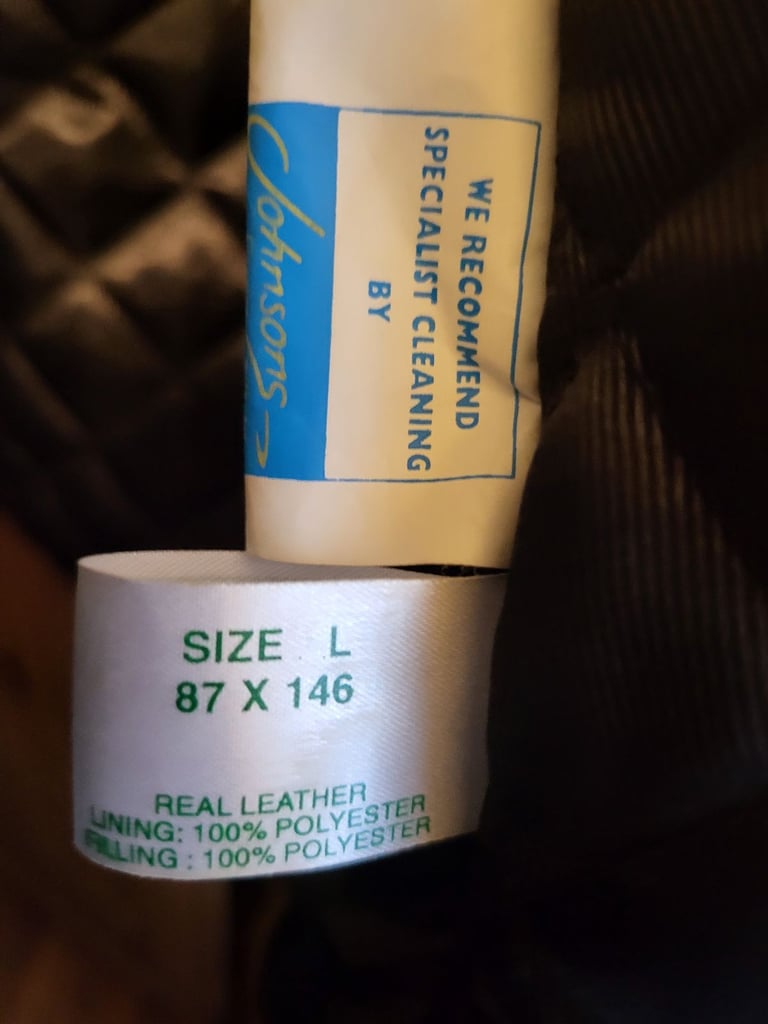 WE RECOMMEND
SPECIALIST CLEANING
BY
Johnsons
SIZE L
87 X 146
REAL LEATHER
LINING: 100% POLYESTER
FILLING : 100% POLYESTER